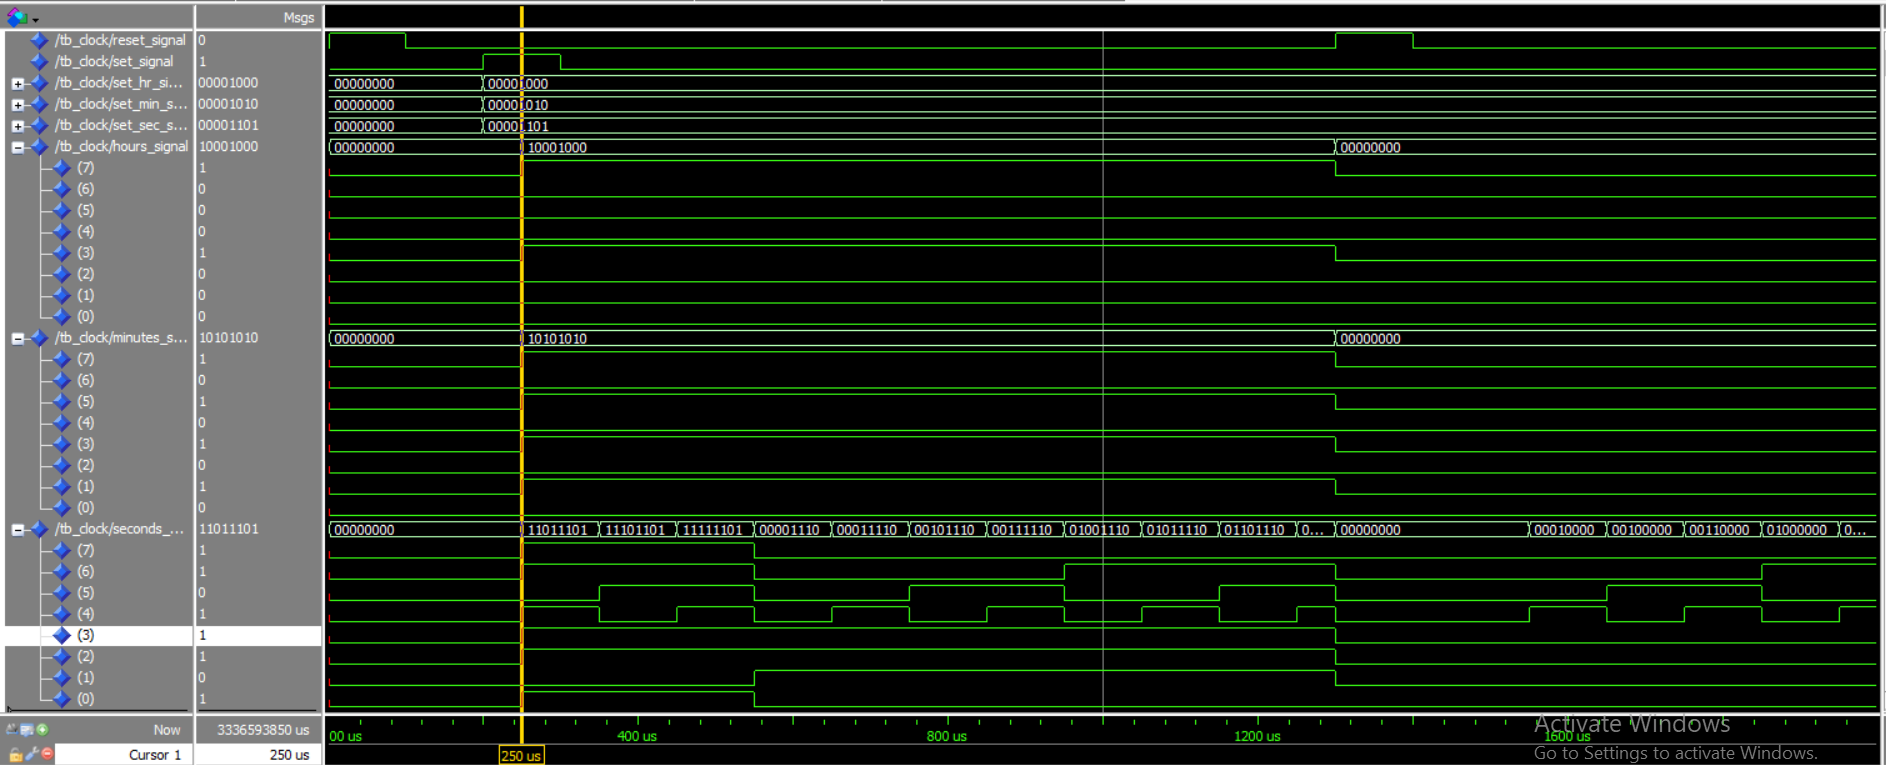 Msgs
/tb_clock/reset_signal 0
/tb_clock/set_signal 1
/tb_clock/set_hr_si... 00001000 00000000 00001000
/tb_clock/set_min_s... 00001010 00000000 00001010
/tb_clock/set_sec_s... 00001101 00000000 00001101
/tb_clock/hours_signal 10001000 00000000 10001000 00000000
(7) 1
(6) 0
(5) 0
(4) 0
(3) 1
(2) 0
(1) 0
(0) 0
/tb_clock/minutes_s... 10101010 00000000 10101010 00000000
(7) 1
(6) 0
(5) 1
(4) 0
(3) 1
(2) 0
(1) 1
(0) 0
/tb_clock/seconds_... 11011101 00000000 11011101 11101101 11111101 00001110 00011110 00101110 00111110 01001110 01011110 01101110 0... 00000000 00010000 00100000 00110000 01000000 0...
(7) 1
(6) 1
(5) 0
(4) 1
(3) 1
(2) 1
(1) 0
(0) 1
Now 3336593850 us 00 us 400 us 800 us 1200 us 1600 us
Cursor 1 250 us 250 us
Activate Windows
Go to Settings to activate Windows.